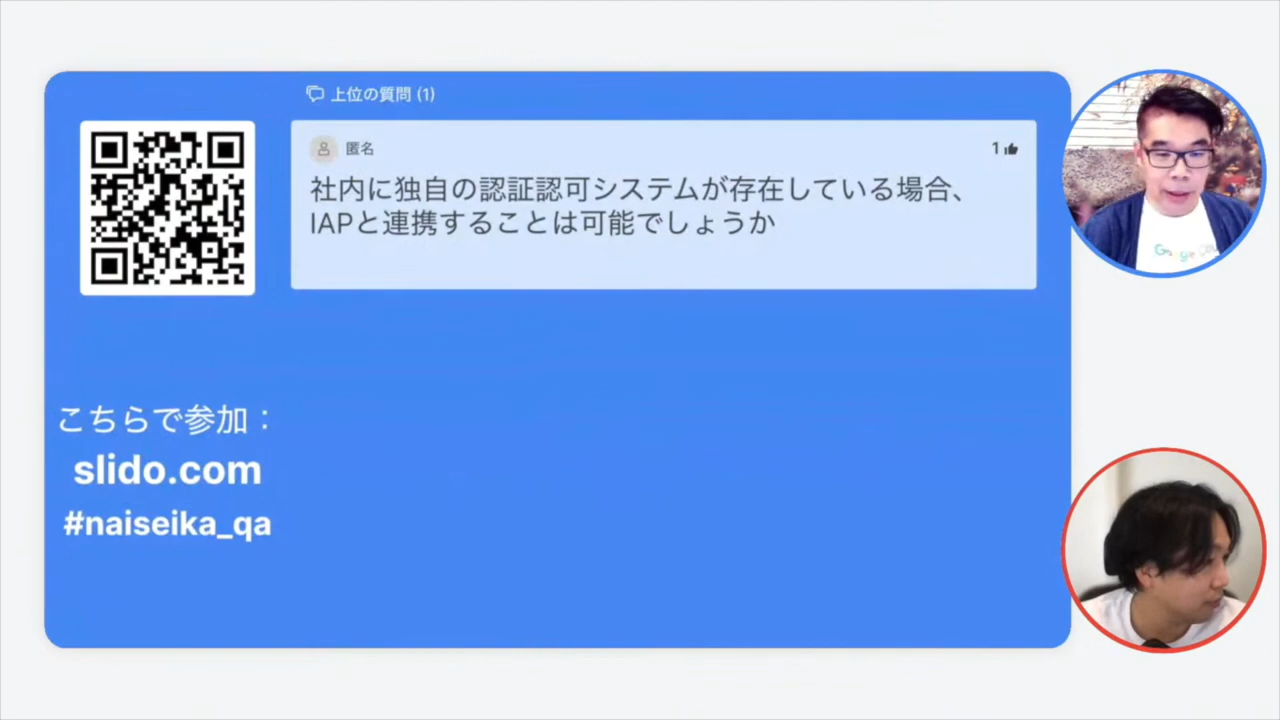 上位の質問 (1)
匿名
1
社内に独自の認証認可システムが存在している場合、
IAPと連携することは可能でしょうか
こちらで参加：
slido.com
#naiseika_qa